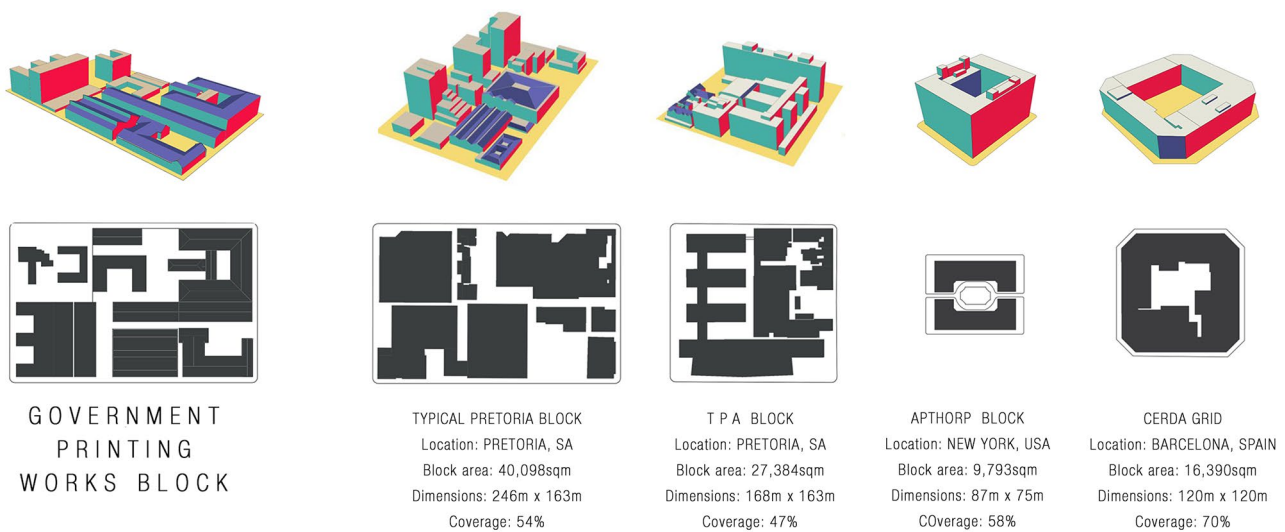 GOVERNMENT
PRINTING
WORKS BLOCK
TYPICAL PRETORIA BLOCK
Location: PRETORIA, SA
Block area: 40,098sqm
Dimensions: 246m x 163m
Coverage: 54%
T P A BLOCK
Location: PRETORIA, SA
Block area: 27,384sqm
Dimensions: 168m x 163m
Coverage: 47%
APTHORP BLOCK
Location: NEW YORK, USA
Block area: 9,793sqm
Dimensions: 87m x 75m
COverage: 58%
CERDA GRID
Location: BARCELONA, SPAIN
Block area: 16,390sqm
Dimensions: 120m x 120m
Coverage: 70%